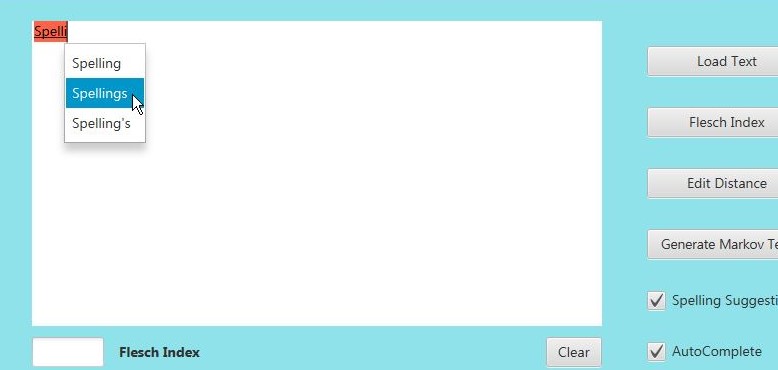 Spelli
Spelling
Spellings
Spelling's
Load Text
Flesch Index
Edit Distance
Generate Markov Te
Spelling Suggesti
AutoComplete
Flesch Index
Clear